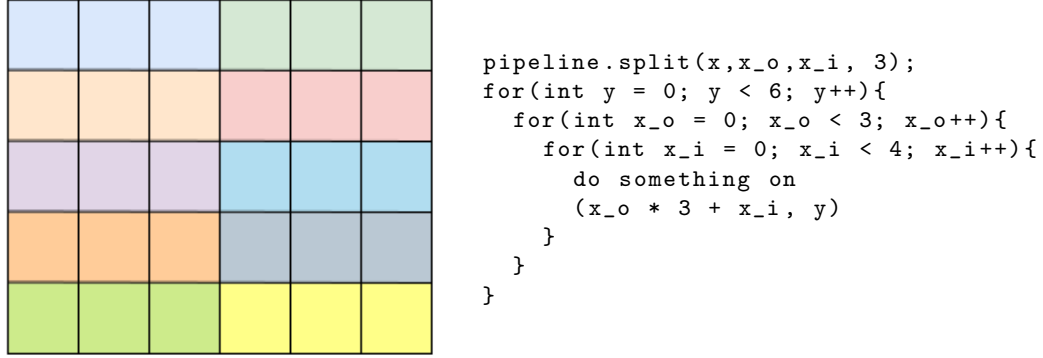 pipeline.split(x,x_o,x_i, 3);
for(int y = 0; y < 6; y++){
for(int x_o = 0; x_o < 3; x_o++){
for(int x_i = 0; x_i < 4; x_i++){
do something on
(x_o * 3 + x_i, y)
}
}
}